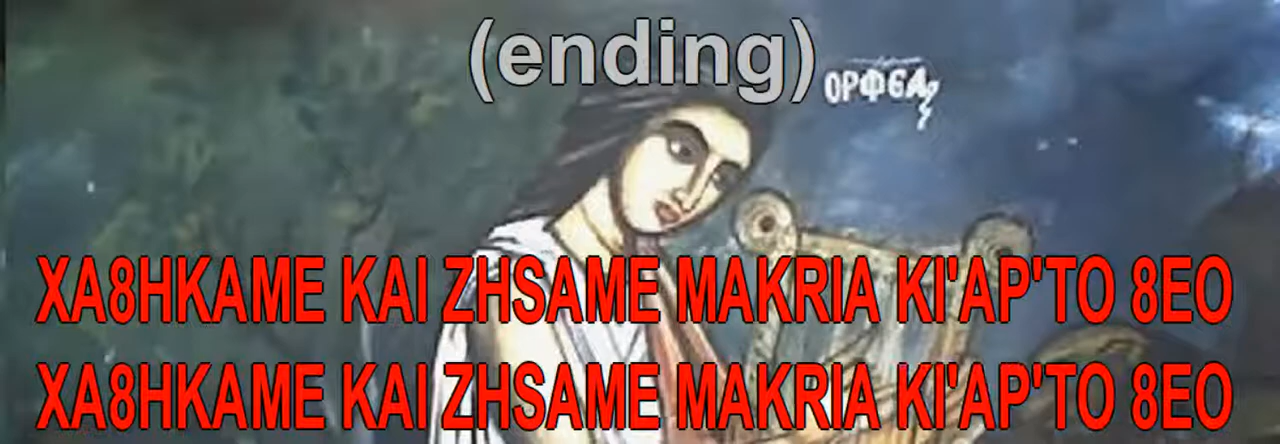 (ending)
ΟΡΦΕΑς
XA8HKAME KAI ZHSAME MAKRIA KI'AP'TO 8EO
XA8HKAME KAI ZHSAME MAKRIA KI'AP'TO 8EO